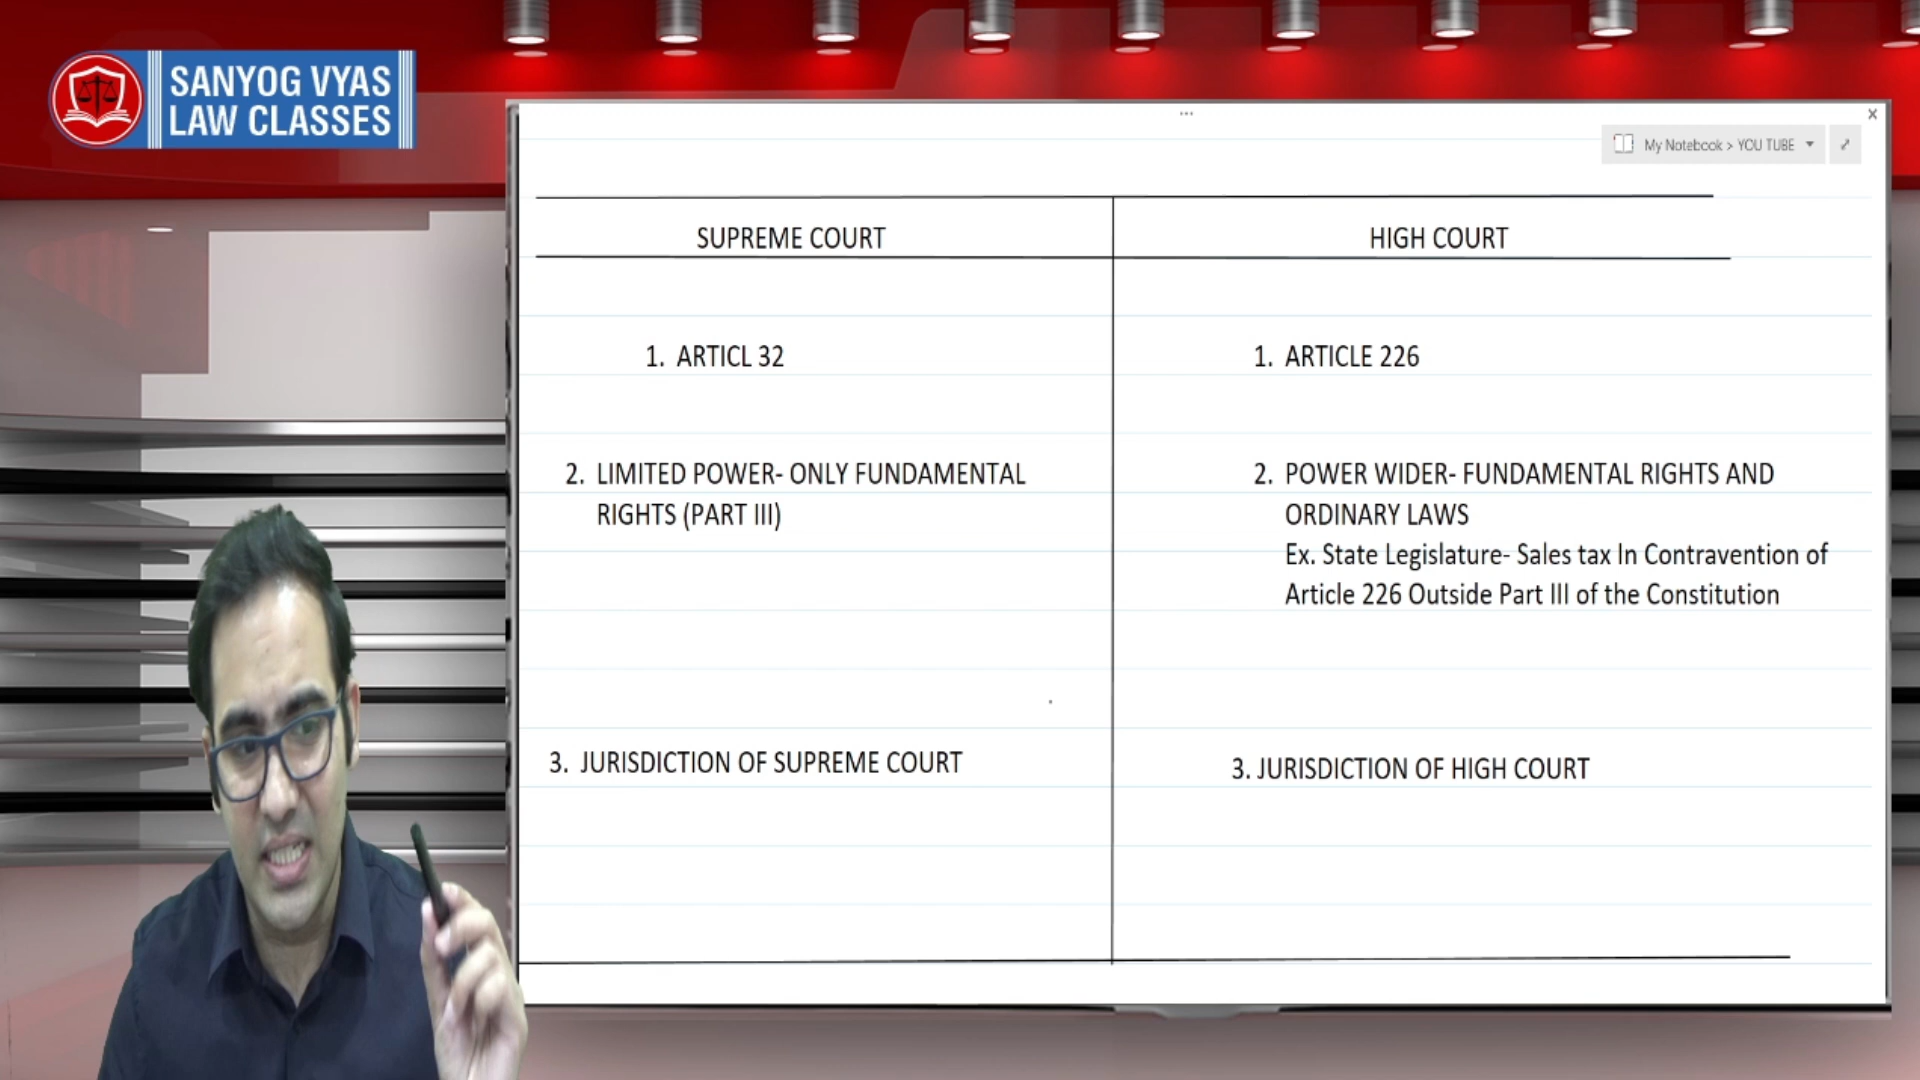 SANYOG VYAS
LAW CLASSES
My Notebook > YOU TUBE
SUPREME COURT
HIGH COURT
1. ARTICL 32
1. ARTICLE 226
2. LIMITED POWER- ONLY FUNDAMENTAL
RIGHTS (PART III)
2. POWER WIDER- FUNDAMENTAL RIGHTS AND
ORDINARY LAWS
Ex. State Legislature- Sales tax In Contravention of
Article 226 Outside Part III of the Constitution
3. JURISDICTION OF SUPREME COURT
3. JURISDICTION OF HIGH COURT